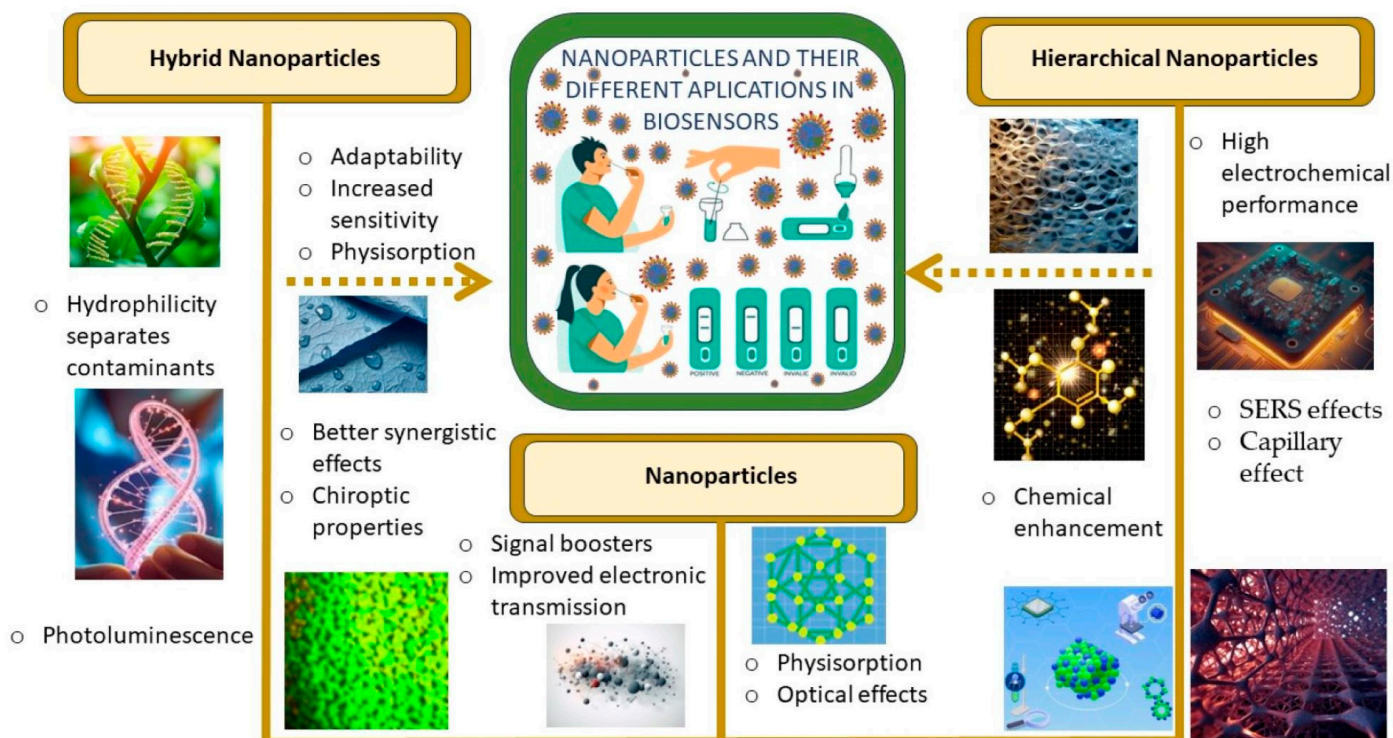 Hybrid Nanoparticles
NANOPARTICLES AND THEIR
DIFFERENT APLICATIONS IN
BIOSENSORS
Hierarchical Nanoparticles
○ Adaptability
○ Increased
sensitivity
○ Physisorption
○ Hydrophilicity
separates
contaminants
○ Better synergistic
effects
○ Chiroptic
properties
○ Photoluminescence
POSITIVE
NEGATIVE
INVALIC
INVALID
Nanoparticles
○ Signal boosters
○ Improved electronic
transmission
○ Physisorption
○ Optical effects
○ High
electrochemical
performance
○ SERS effects
○ Capillary
effect
○ Chemical
enhancement